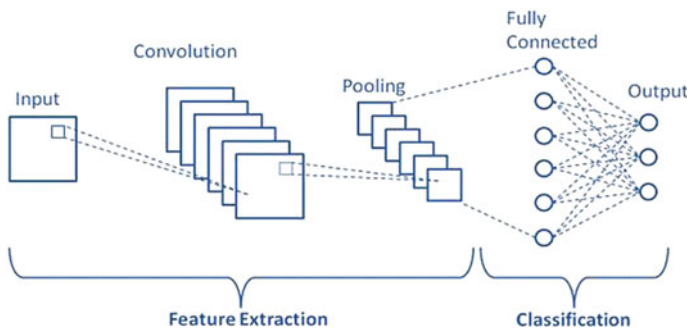 Input
Convolution
Pooling
Fully
Connected
Output
Feature Extraction
Classification